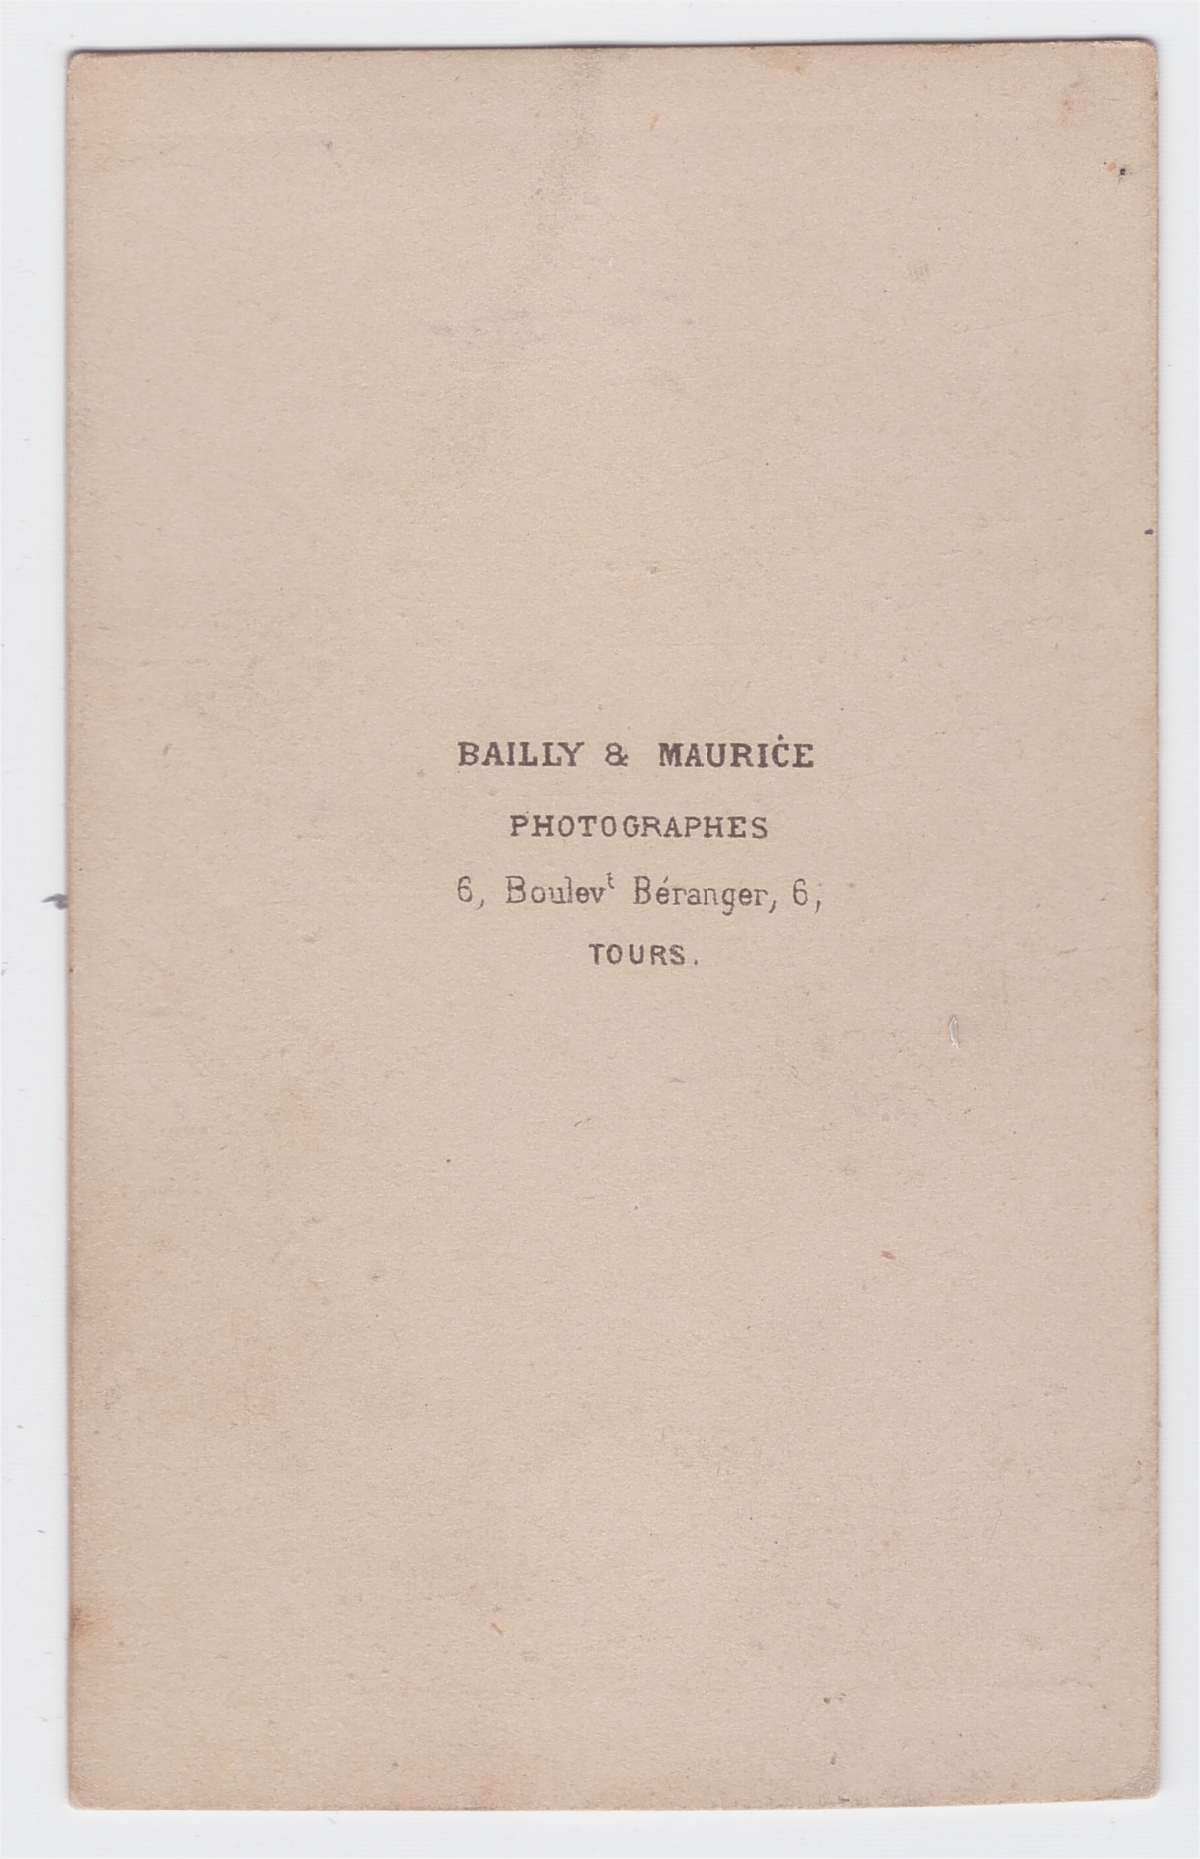 BAILLY & MAURICE
PHOTOGRAPHES
6, Boulevᵗ Béranger, 6,
TOURS.